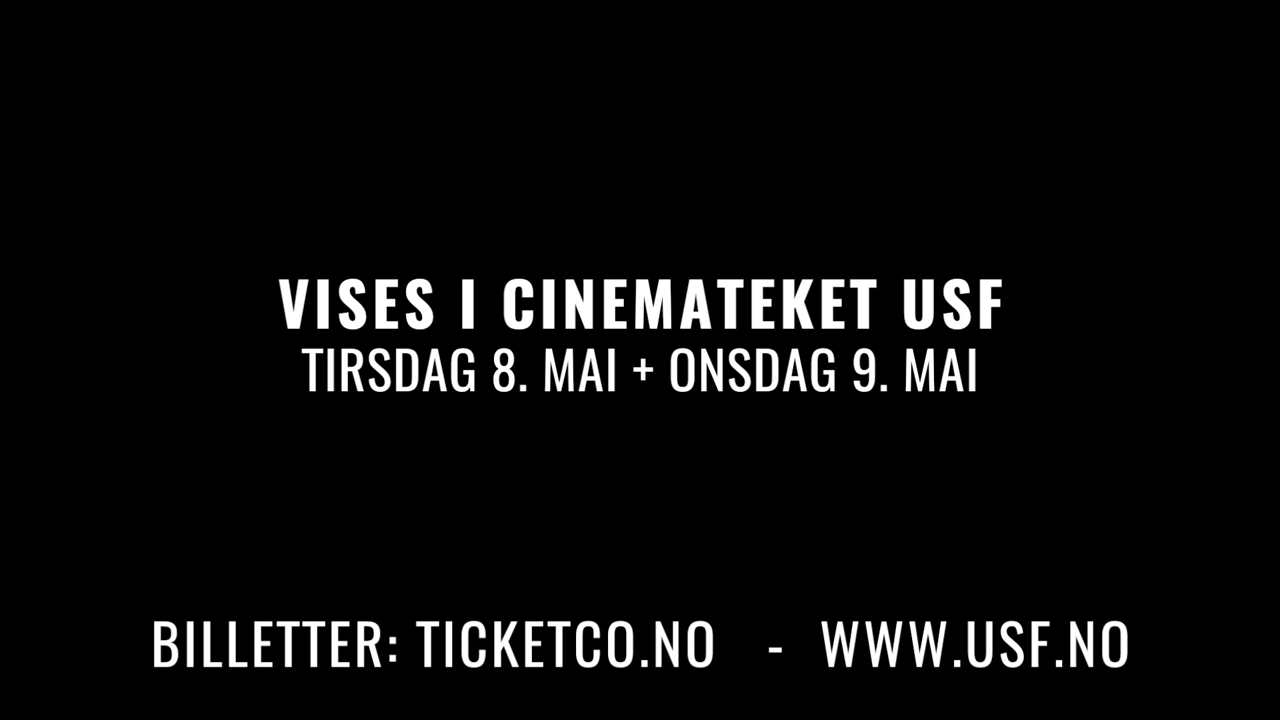 VISES I CINEMATEKET USF
TIRSDAG 8. MAI + ONSDAG 9. MAI
BILLETTER: TICKETCO.NO - WWW.USF.NO